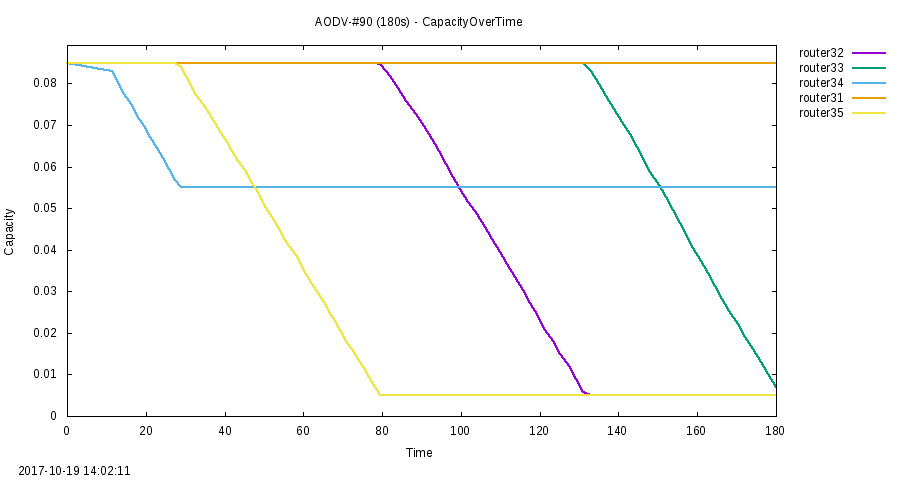 AODV-#90 (180s) - CapacityOverTime
router32
router33
router34
router31
router35
0.08
0.07
0.06
0.05
0.04
0.03
0.02
0.01
0
Capacity
0 20 40 60 80 100 120 140 160 180
Time
2017-10-19 14:02:11